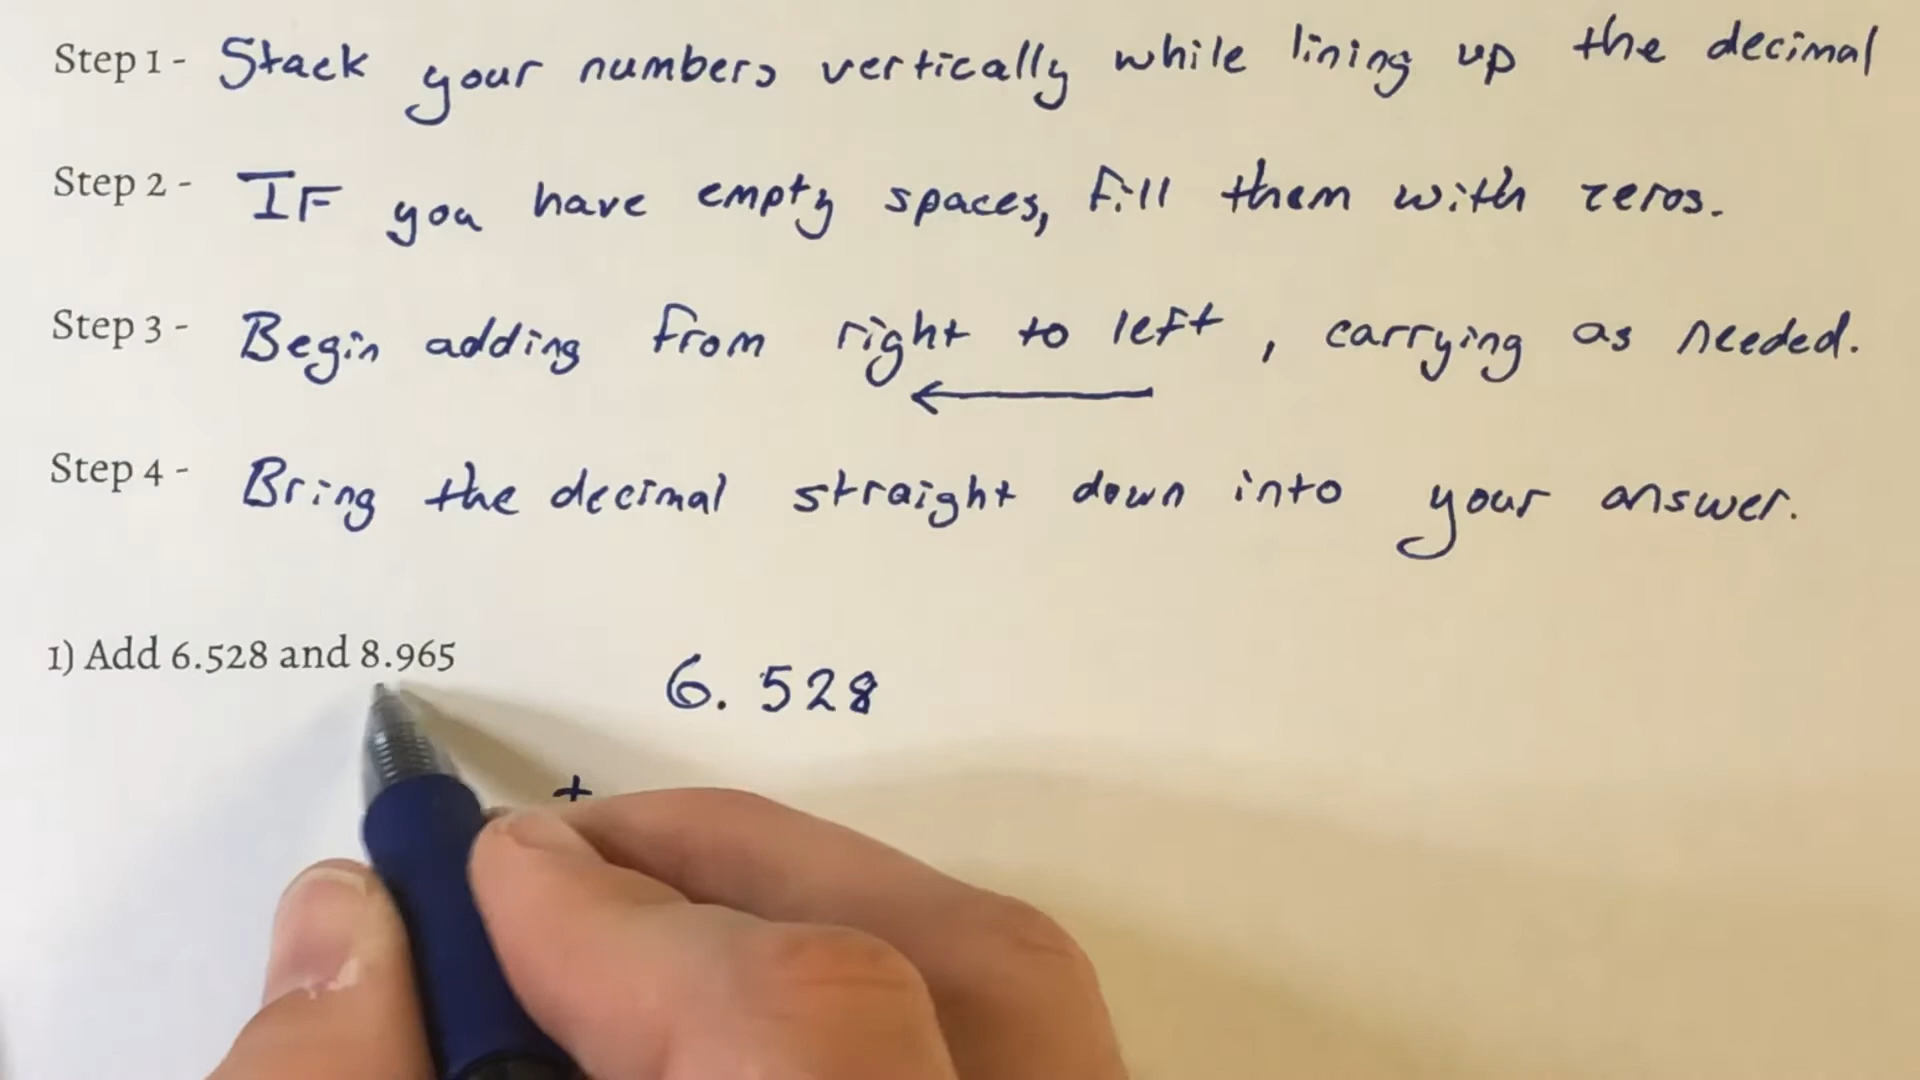 Step 1 - Stack your numbers vertically while lining up the decimal
Step 2 - IF you have empty spaces, fill them with zeros.
Step 3 - Begin adding from right to left, carrying as needed.
Step 4 - Bring the decimal straight down into your answer.
1) Add 6.528 and 8.965
6.528
+